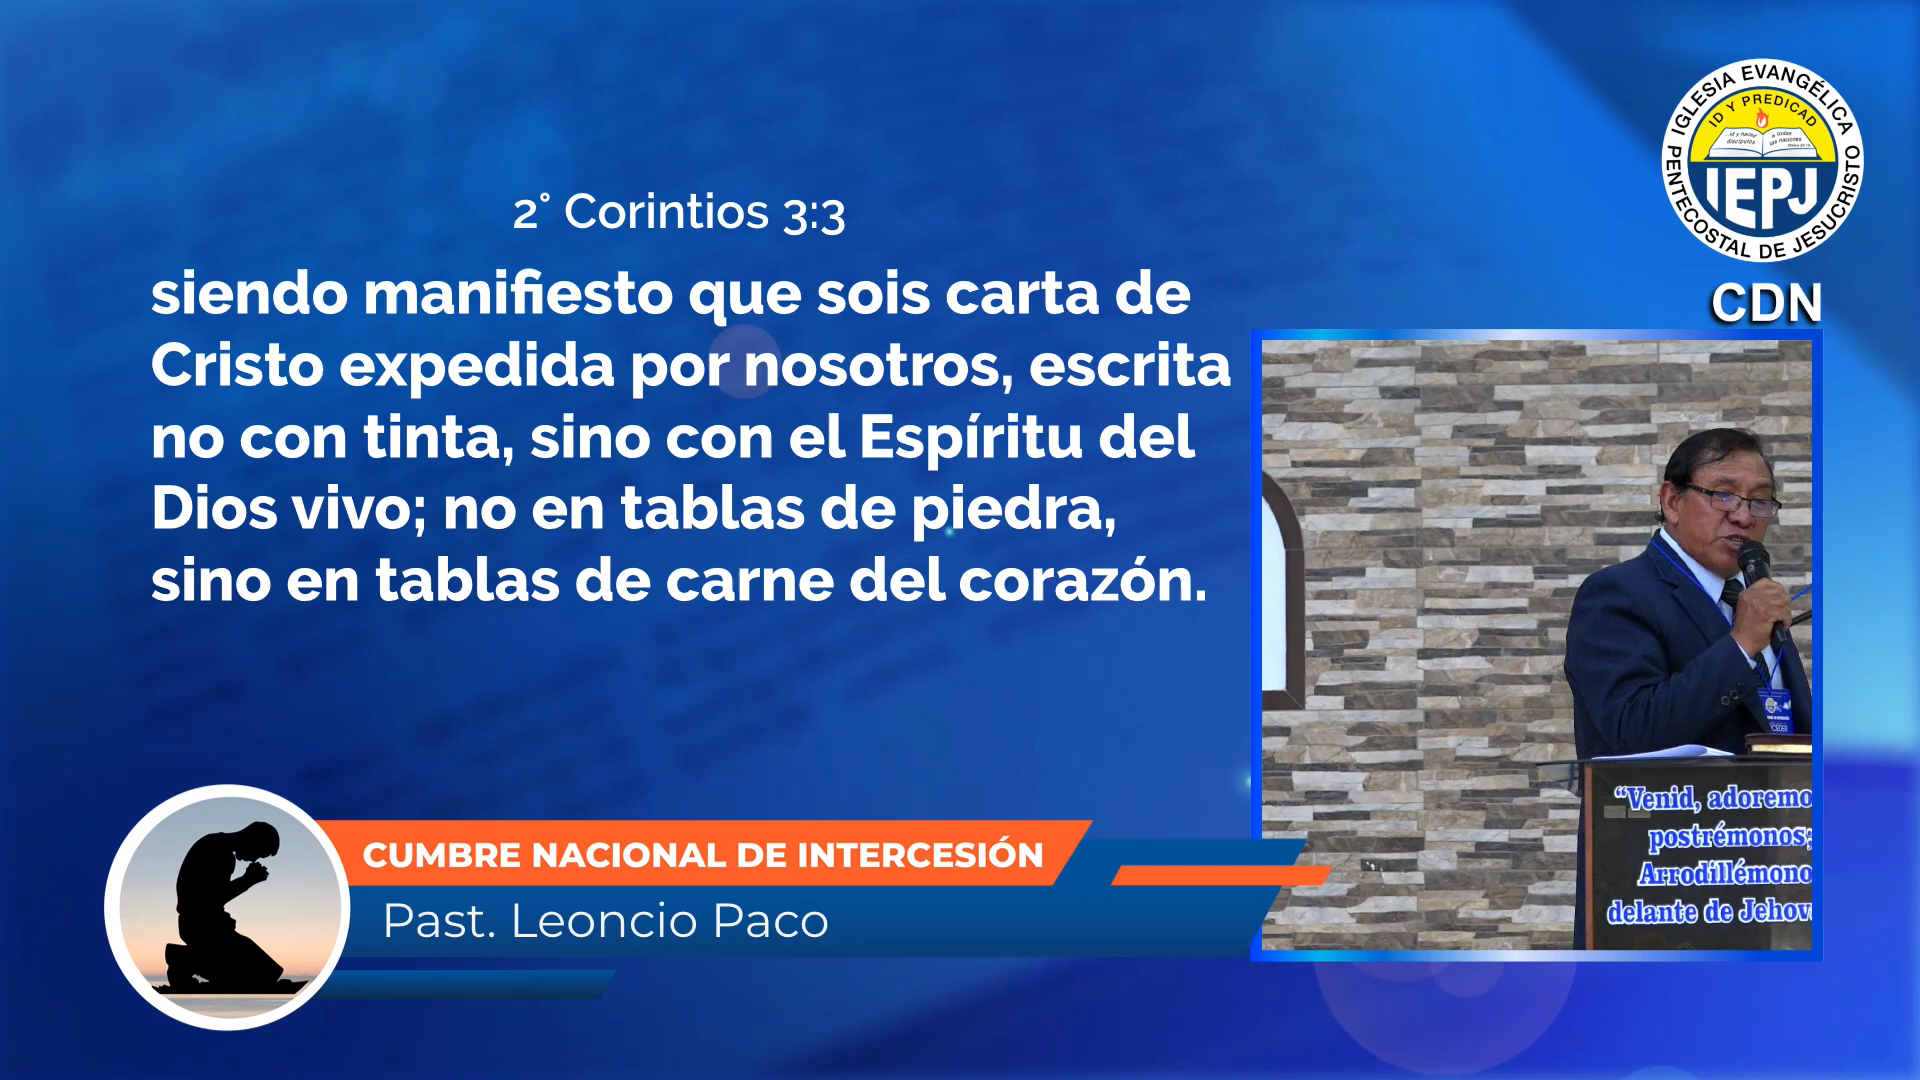 2° Corintios 3:3
siendo manifiesto que sois carta de
Cristo expedida por nosotros, escrita
no con tinta, sino con el Espíritu del
Dios vivo; no en tablas de piedra,
sino en tablas de carne del corazón.
IGLESIA EVANGÉLICA
PENTECOSTAL DE JESUCRISTO
ID Y PREDICAD
IEPJ
CDN
"Venid, adoremo
postrémonos;
Arrodillémono
delante de Jehov
CUMBRE NACIONAL DE INTERCESIÓN
Past. Leoncio Paco